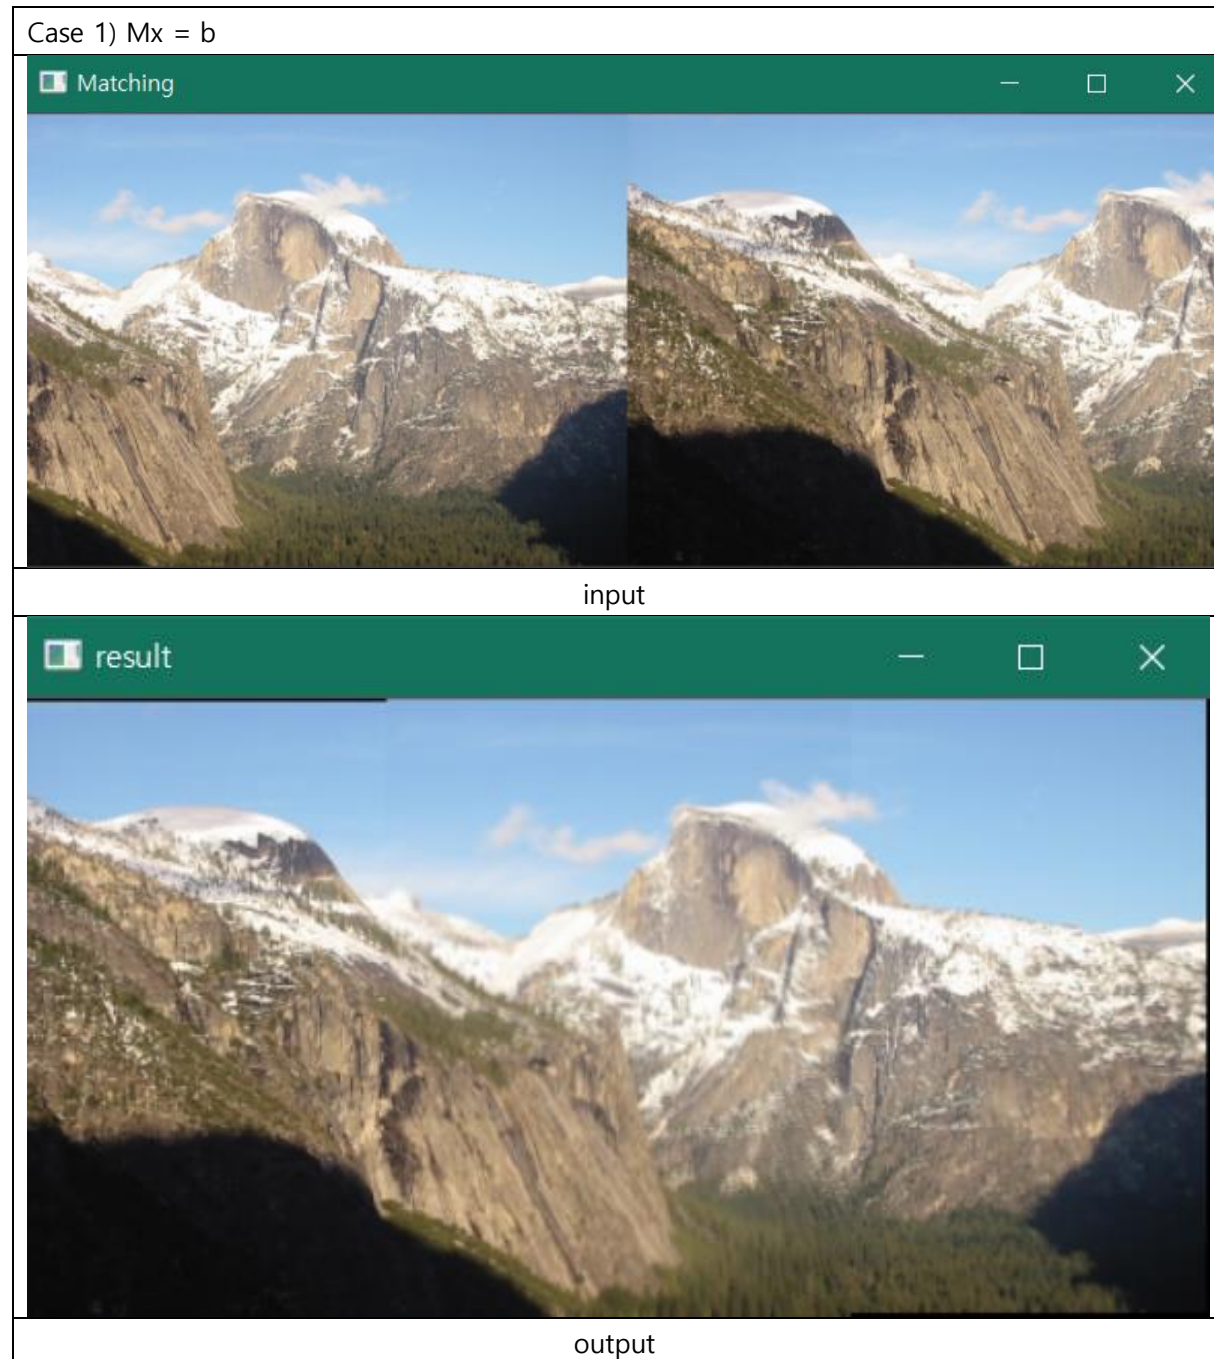 Case 1) Mx = b
Matching
input
result
output